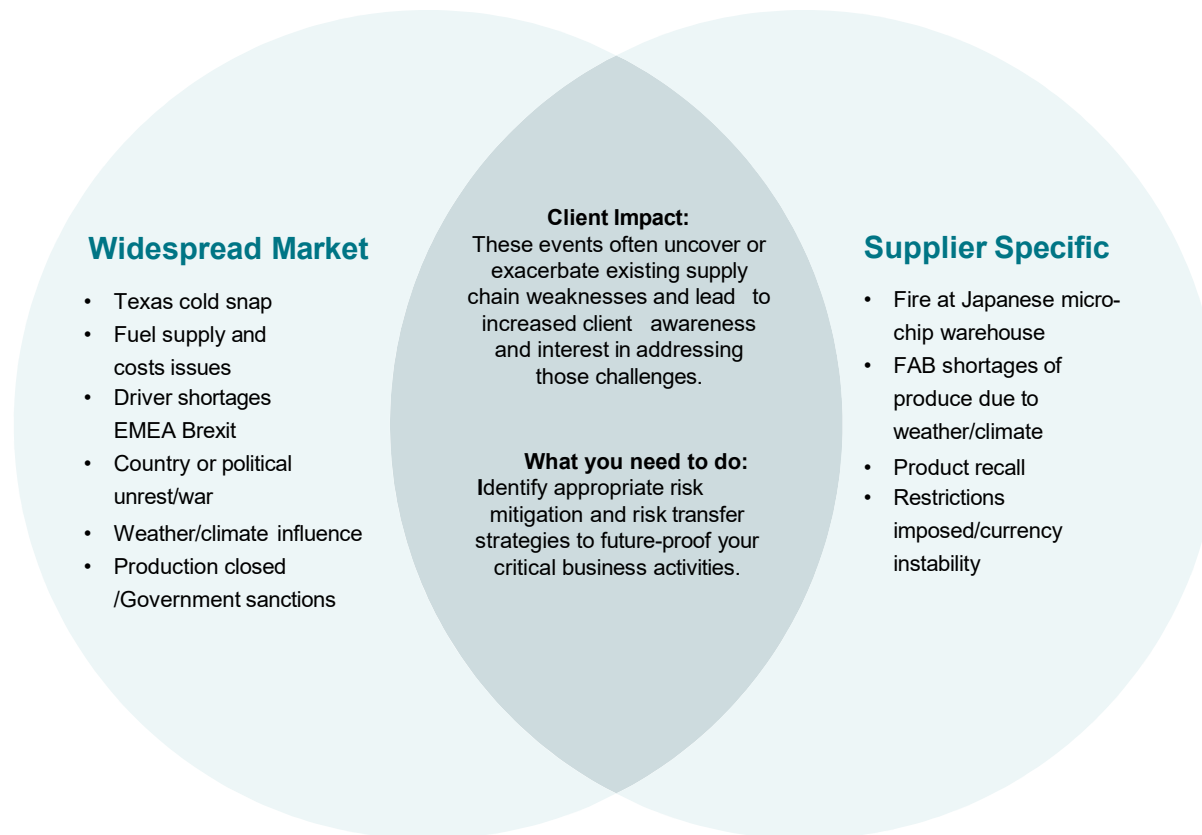 Widespread Market
• Texas cold snap
• Fuel supply and
costs issues
• Driver shortages
EMEA Brexit
• Country or political
unrest/war
• Weather/climate influence
• Production closed
/Government sanctions
Client Impact:
These events often uncover or
exacerbate existing supply
chain weaknesses and lead to
increased client awareness
and interest in addressing
those challenges.
What you need to do:
Identify appropriate risk
mitigation and risk transfer
strategies to future-proof your
critical business activities.
Supplier Specific
• Fire at Japanese micro-
chip warehouse
• FAB shortages of
produce due to
weather/climate
• Product recall
• Restrictions
imposed/currency
instability